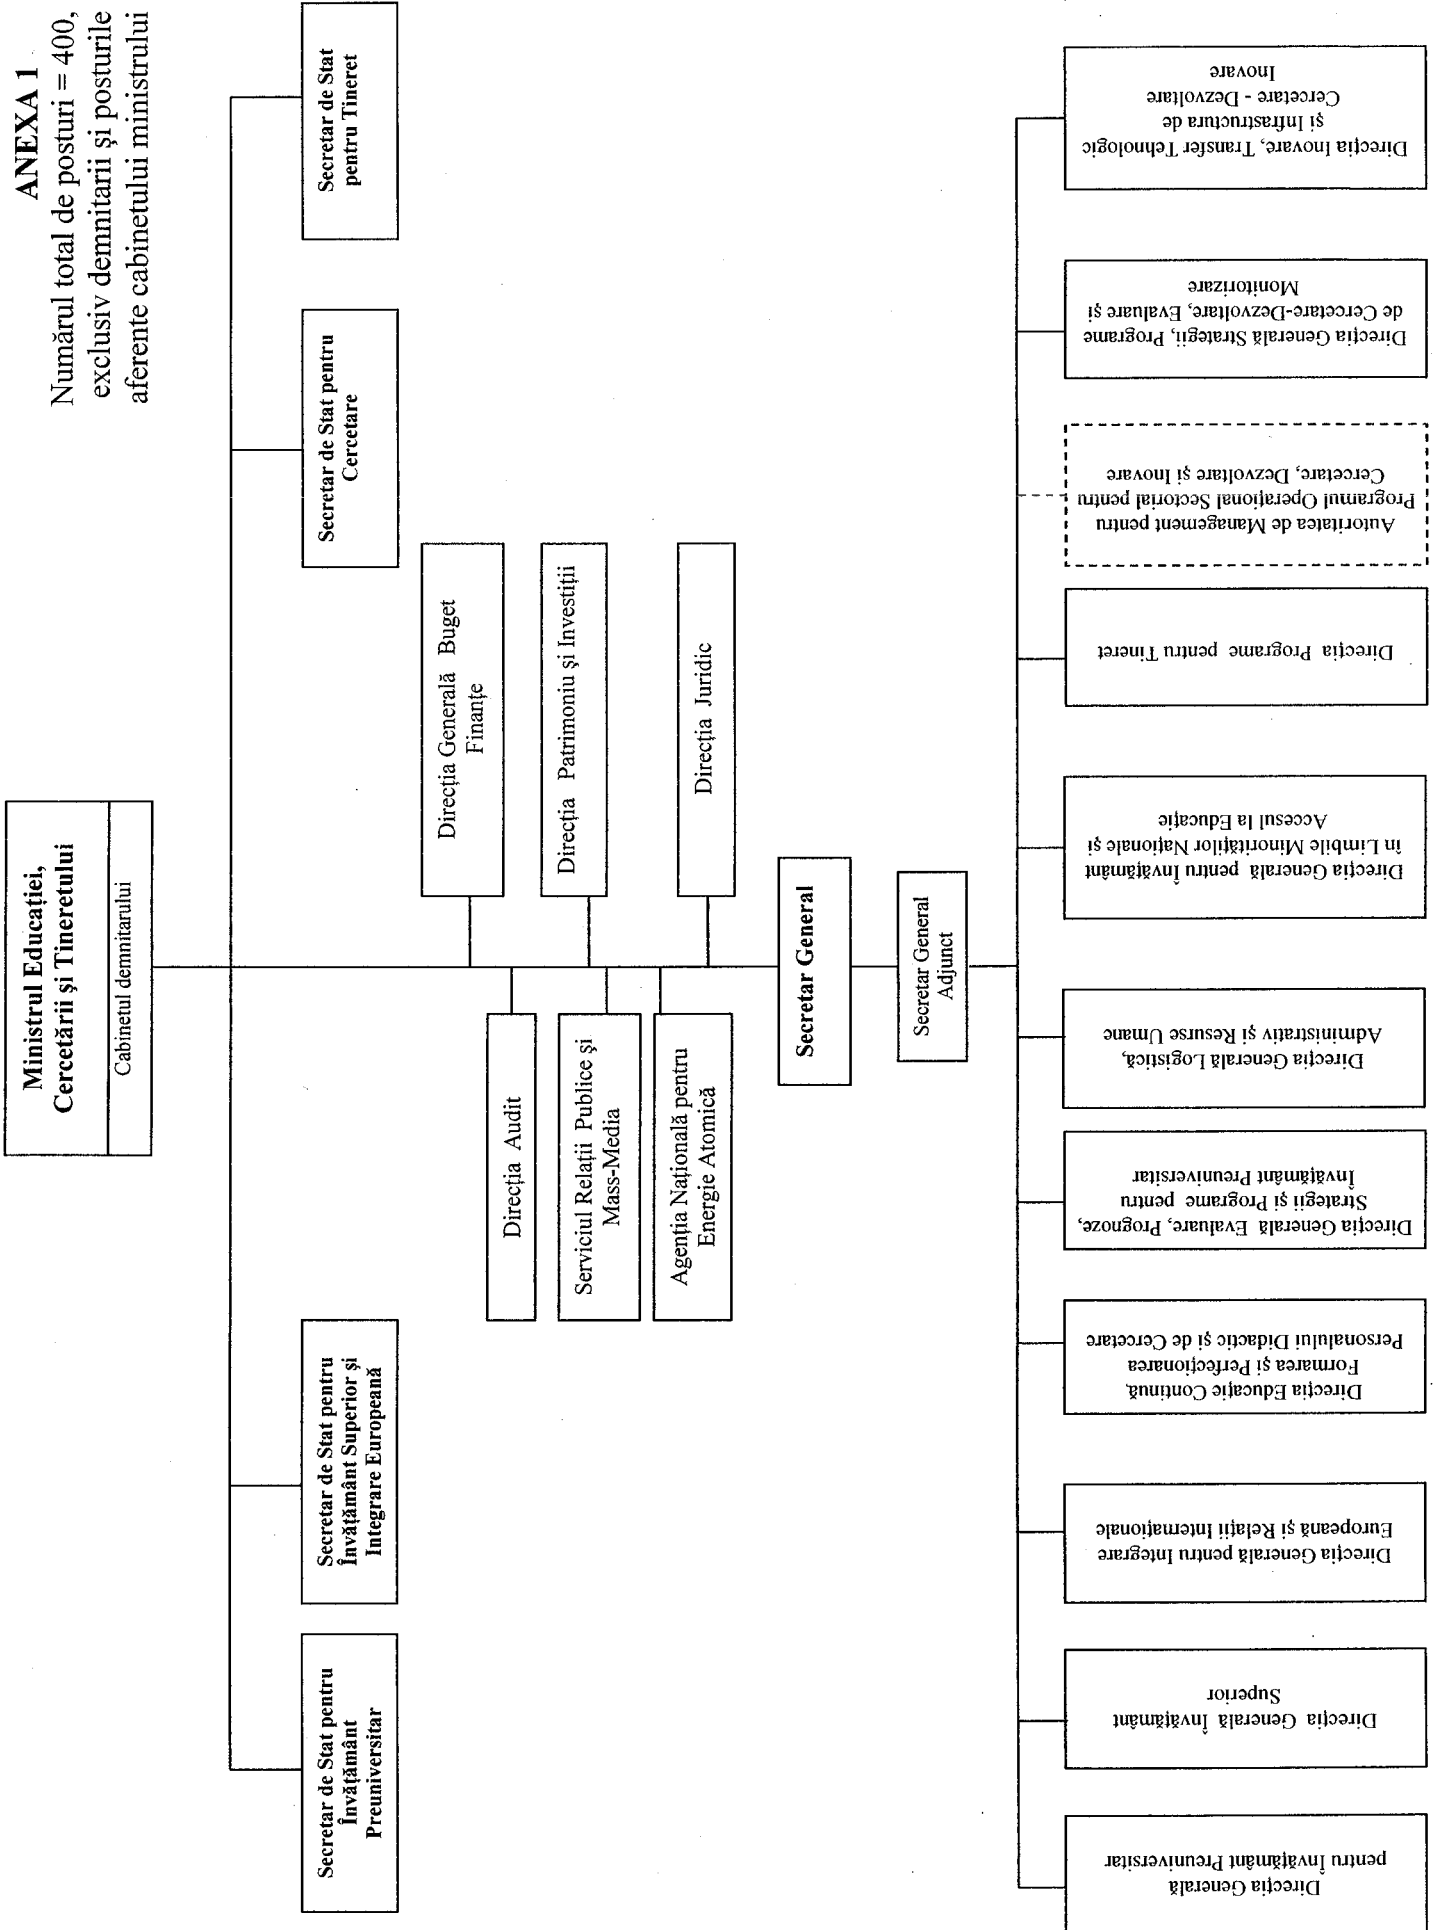 ANEXA 1
Numărul total de posturi = 400,
exclusiv demnitarii şi posturile
aferente cabinetului ministrului
Ministrul Educaţiei,
Cercetării şi Tineretului
Cabinetul demnitarului
Secretar de Stat pentru
Învăţământ
Preuniversitar
Secretar de Stat pentru
Învăţământ Superior şi
Integrare Europeană
Secretar de Stat pentru
Cercetare
Secretar de Stat
pentru Tineret
Direcţia Generală Buget
Finanţe
Direcţia Audit
Direcţia Patrimoniu şi Investiţii
Serviciul Relaţii Publice şi
Mass-Media
Agenţia Naţională pentru
Energie Atomică
Direcţia Juridic
Secretar General
Secretar General
Adjunct
Direcţia Generală
pentru Învăţământ Preuniversitar
Direcţia Generală Învăţământ
Superior
Direcţia Generală pentru Integrare
Europeană şi Relaţii Internaţionale
Direcţia Educaţie Continuă,
Formarea şi Perfecţionarea
Personalului Didactic şi de Cercetare
Direcţia Generală Evaluare, Prognoze,
Strategii şi Programe pentru
Învăţământ Preuniversitar
Direcţia Generală Logistică,
Administrativ şi Resurse Umane
Direcţia Generală pentru Învăţământ
în Limbile Minorităţilor Naţionale şi
Accesul la Educaţie
Direcţia Programe pentru Tineret
Autoritatea de Management pentru
Programul Operaţional Sectorial pentru
Cercetare, Dezvoltare şi Inovare
Direcţia Generală Strategii, Programe
de Cercetare-Dezvoltare, Evaluare şi
Monitorizare
Direcţia Inovare, Transfer Tehnologic
şi Infrastructura de
Cercetare - Dezvoltare
Inovare